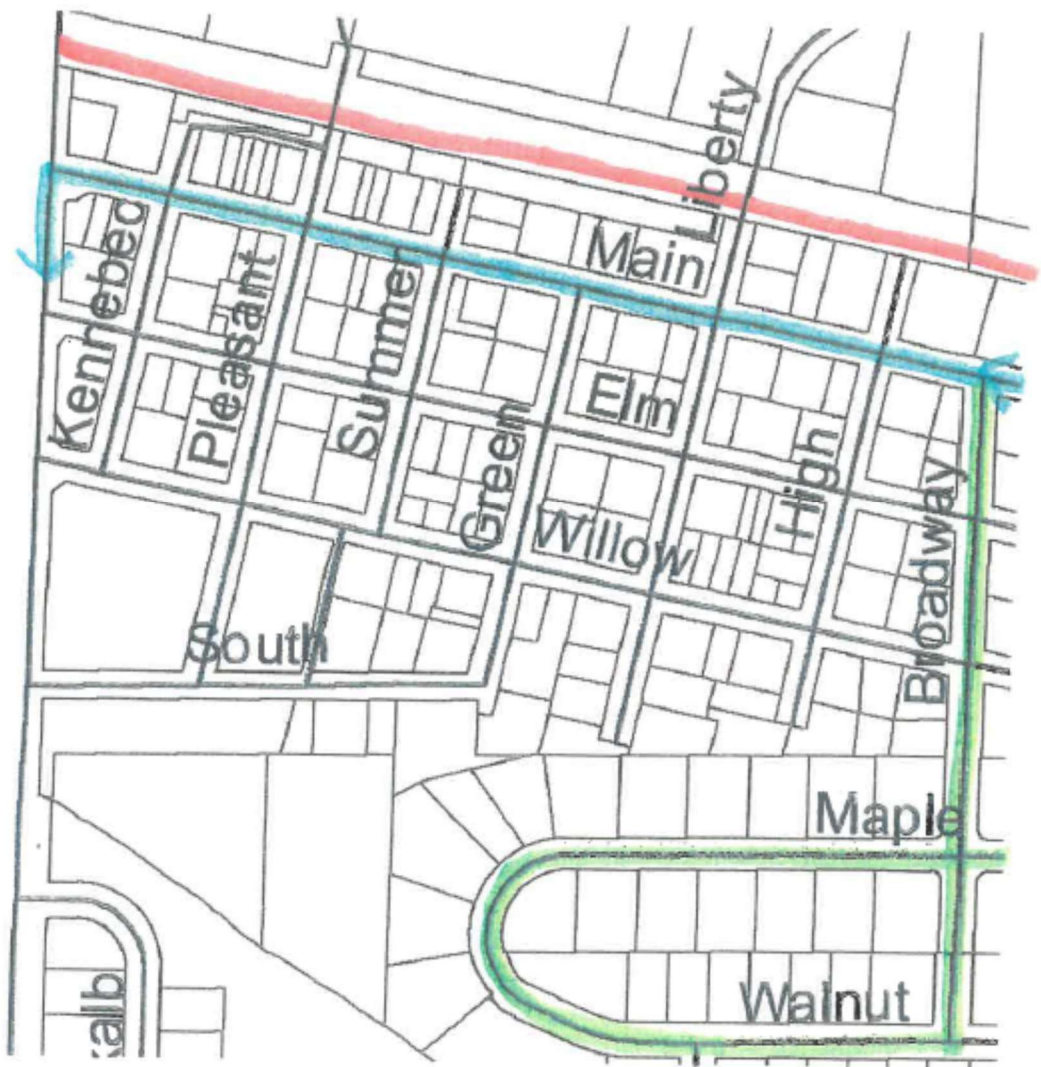 Liberty
Main
Kennebec
Pleasant
Summer
Elm
Green
High
Willow
Broadway
South
Maple
Walnut
kalb